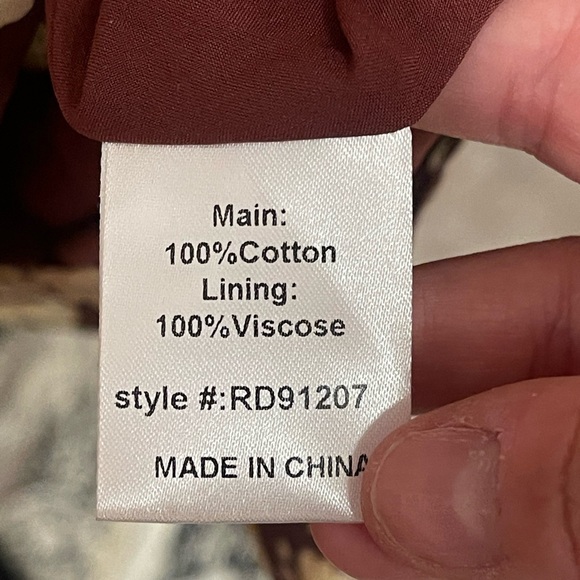 Main:
100%Cotton
Lining:
100%Viscose
style #:RD91207
MADE IN CHINA